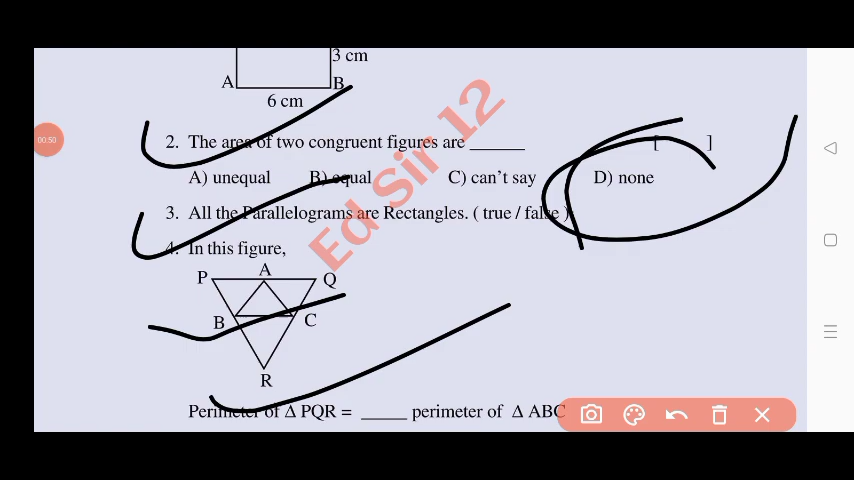 3 cm
A
B
6 cm
00:50
2. The area of two congruent figures are ______ [ ]
A) unequal B) equal C) can't say D) none
3. All the Parallelograms are Rectangles. ( true / false )
4. In this figure,
P A Q
B C
R
Perimeter of Δ PQR = _____ perimeter of Δ ABC
Ed Sir 12